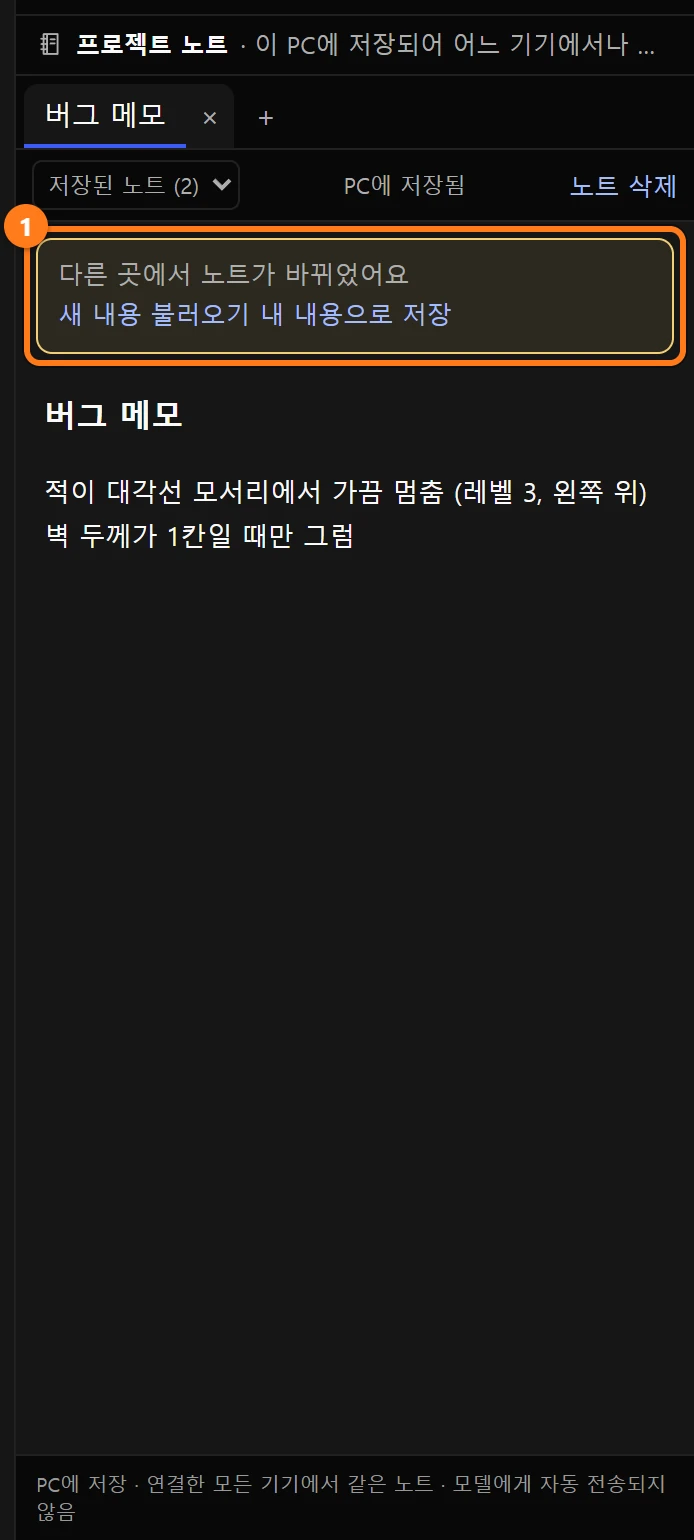 프로젝트 노트 · 이 PC에 저장되어 어느 기기에서나 ...
버그 메모 × +
저장된 노트 (2) PC에 저장됨 노트 삭제
1
다른 곳에서 노트가 바뀌었어요
새 내용 불러오기 내 내용으로 저장
버그 메모
적이 대각선 모서리에서 가끔 멈춤 (레벨 3, 왼쪽 위)
벽 두께가 1칸일 때만 그럼
PC에 저장 · 연결한 모든 기기에서 같은 노트 · 모델에게 자동 전송되지
않음